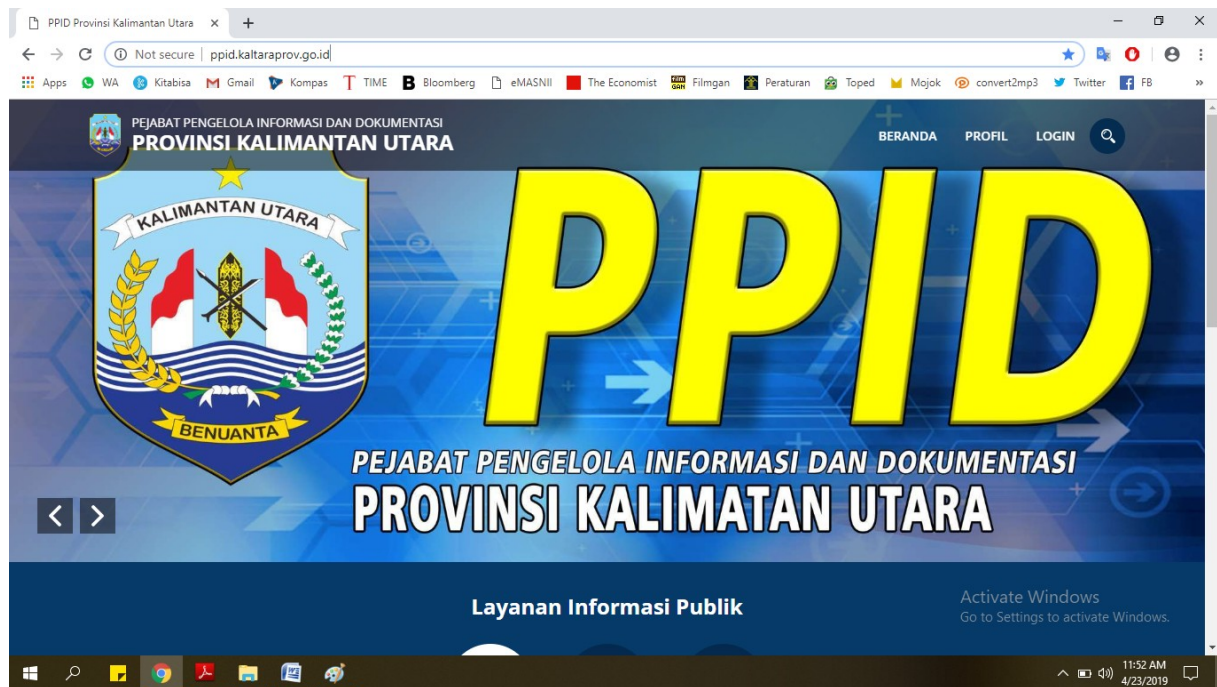 PPID Provinsi Kalimantan Utara
Not secure | ppid.kaltaraprov.go.id
Apps WA Kitabisa Gmail Kompas TIME Bloomberg eMASNII The Economist Filmgan Peraturan Toped Mojok convert2mp3 Twitter FB »
PEJABAT PENGELOLA INFORMASI DAN DOKUMENTASI
PROVINSI KALIMANTAN UTARA
BERANDA PROFIL LOGIN
KALIMANTAN UTARA
BENUANTA
PPID
PEJABAT PENGELOLA INFORMASI DAN DOKUMENTASI
PROVINSI KALIMATAN UTARA
Layanan Informasi Publik
Activate Windows
Go to Settings to activate Windows.
11:52 AM
4/23/2019